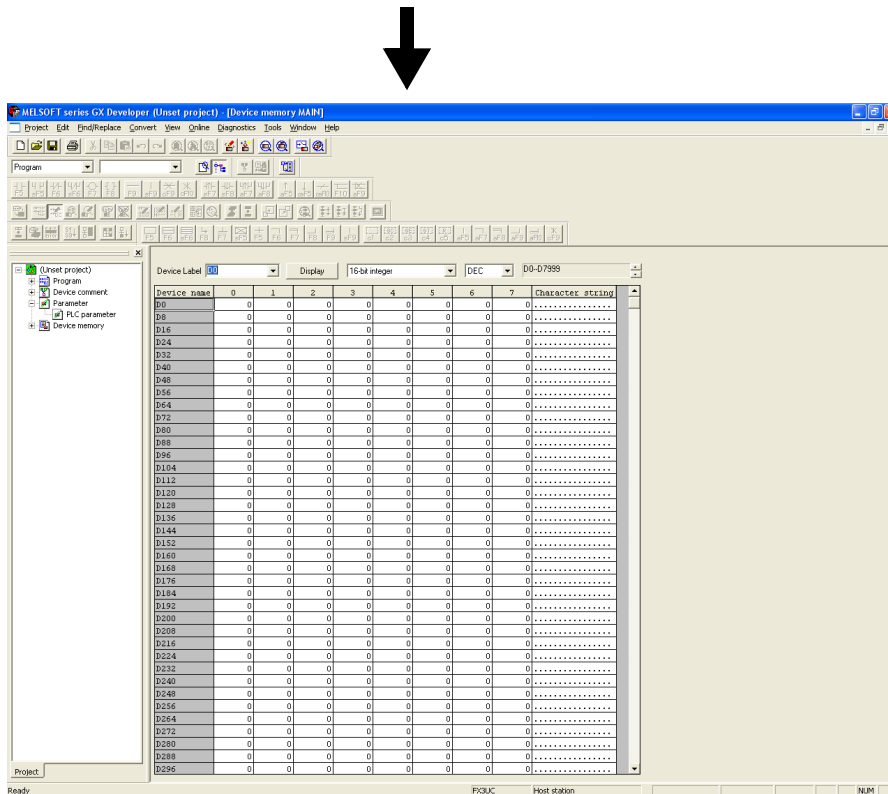 MELSOFT series GX Developer (Unset project) - [Device memory MAIN]
Project Edit Find/Replace Convert View Online Diagnostics Tools Window Help
Program
(Unset project)
Program
Device comment
Parameter
PLC parameter
Device memory
Project
Device Label D0 Display 16-bit integer DEC D0-D7999
Device name 0 1 2 3 4 5 6 7 Character string
D0 0 0 0 0 0 0 0 0 ................
D8 0 0 0 0 0 0 0 0 ................
D16 0 0 0 0 0 0 0 0 ................
D24 0 0 0 0 0 0 0 0 ................
D32 0 0 0 0 0 0 0 0 ................
D40 0 0 0 0 0 0 0 0 ................
D48 0 0 0 0 0 0 0 0 ................
D56 0 0 0 0 0 0 0 0 ................
D64 0 0 0 0 0 0 0 0 ................
D72 0 0 0 0 0 0 0 0 ................
D80 0 0 0 0 0 0 0 0 ................
D88 0 0 0 0 0 0 0 0 ................
D96 0 0 0 0 0 0 0 0 ................
D104 0 0 0 0 0 0 0 0 ................
D112 0 0 0 0 0 0 0 0 ................
D120 0 0 0 0 0 0 0 0 ................
D128 0 0 0 0 0 0 0 0 ................
D136 0 0 0 0 0 0 0 0 ................
D144 0 0 0 0 0 0 0 0 ................
D152 0 0 0 0 0 0 0 0 ................
D160 0 0 0 0 0 0 0 0 ................
D168 0 0 0 0 0 0 0 0 ................
D176 0 0 0 0 0 0 0 0 ................
D184 0 0 0 0 0 0 0 0 ................
D192 0 0 0 0 0 0 0 0 ................
D200 0 0 0 0 0 0 0 0 ................
D208 0 0 0 0 0 0 0 0 ................
D216 0 0 0 0 0 0 0 0 ................
D224 0 0 0 0 0 0 0 0 ................
D232 0 0 0 0 0 0 0 0 ................
D240 0 0 0 0 0 0 0 0 ................
D248 0 0 0 0 0 0 0 0 ................
D256 0 0 0 0 0 0 0 0 ................
D264 0 0 0 0 0 0 0 0 ................
D272 0 0 0 0 0 0 0 0 ................
D280 0 0 0 0 0 0 0 0 ................
D288 0 0 0 0 0 0 0 0 ................
D296 0 0 0 0 0 0 0 0 ................
Ready FX3UC Host station NUM